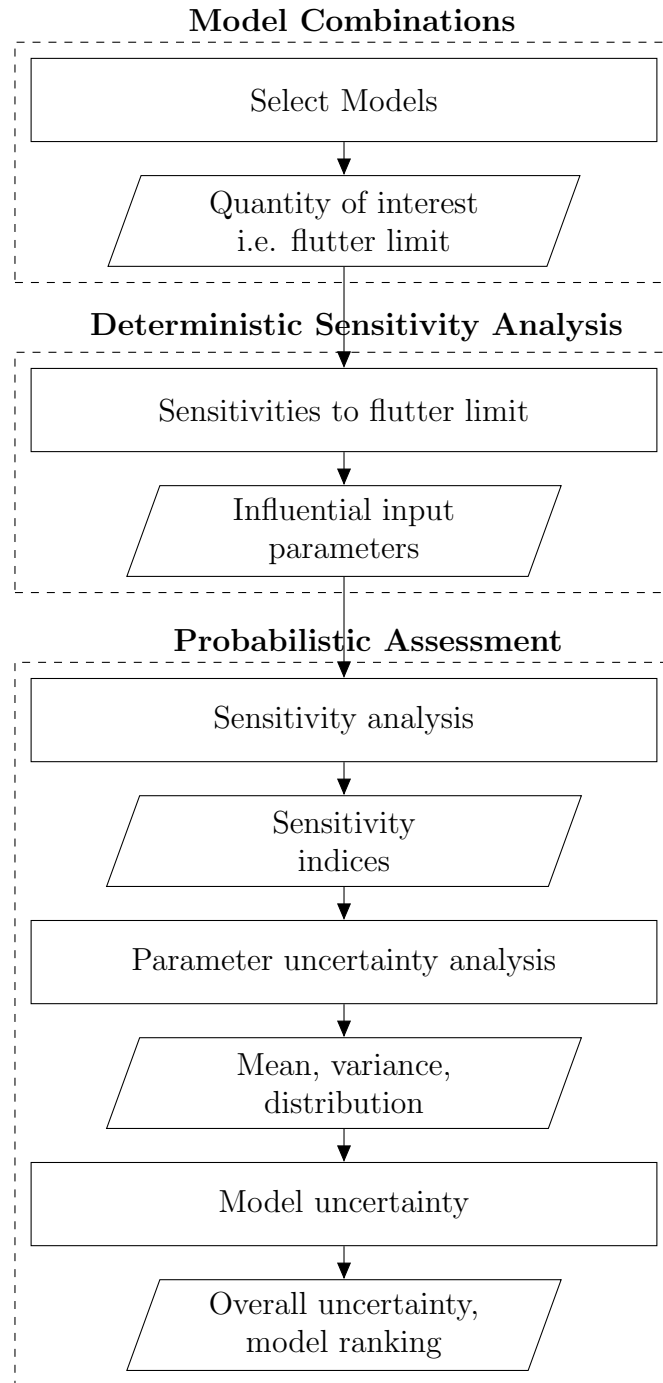 Model Combinations
Select Models
Quantity of interest
i.e. flutter limit
Deterministic Sensitivity Analysis
Sensitivities to flutter limit
Influential input
parameters
Probabilistic Assessment
Sensitivity analysis
Sensitivity
indices
Parameter uncertainty analysis
Mean, variance,
distribution
Model uncertainty
Overall uncertainty,
model ranking